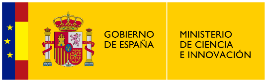 GOBIERNO
DE ESPAÑA
MINISTERIO
DE CIENCIA
E INNOVACIÓN